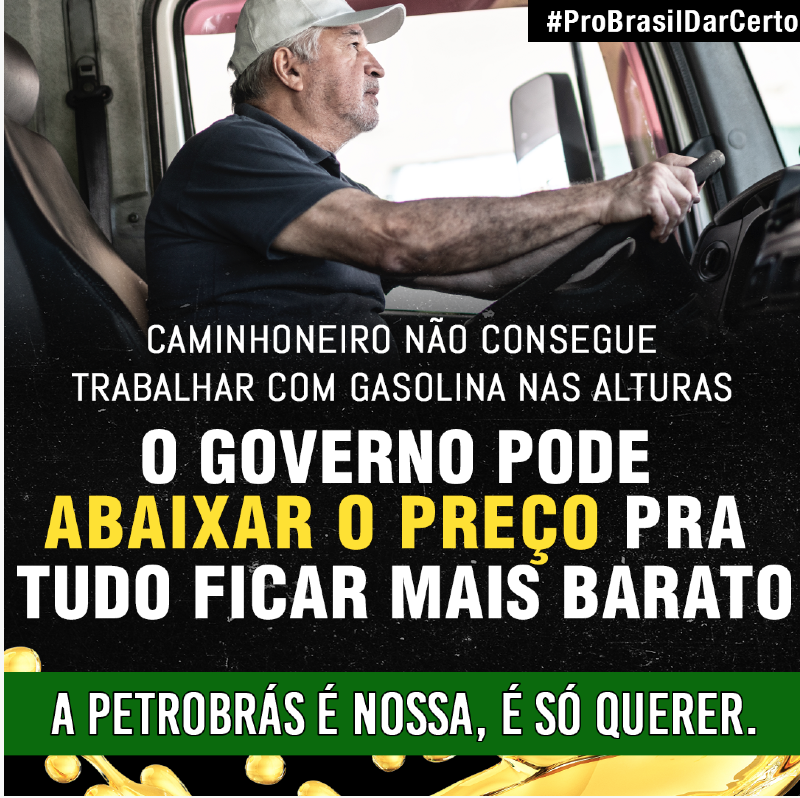 #ProBrasilDarCerto
CAMINHONEIRO NÃO CONSEGUE
TRABALHAR COM GASOLINA NAS ALTURAS
O GOVERNO PODE
ABAIXAR O PREÇO PRA
TUDO FICAR MAIS BARATO
A PETROBRÁS É NOSSA, É SÓ QUERER.